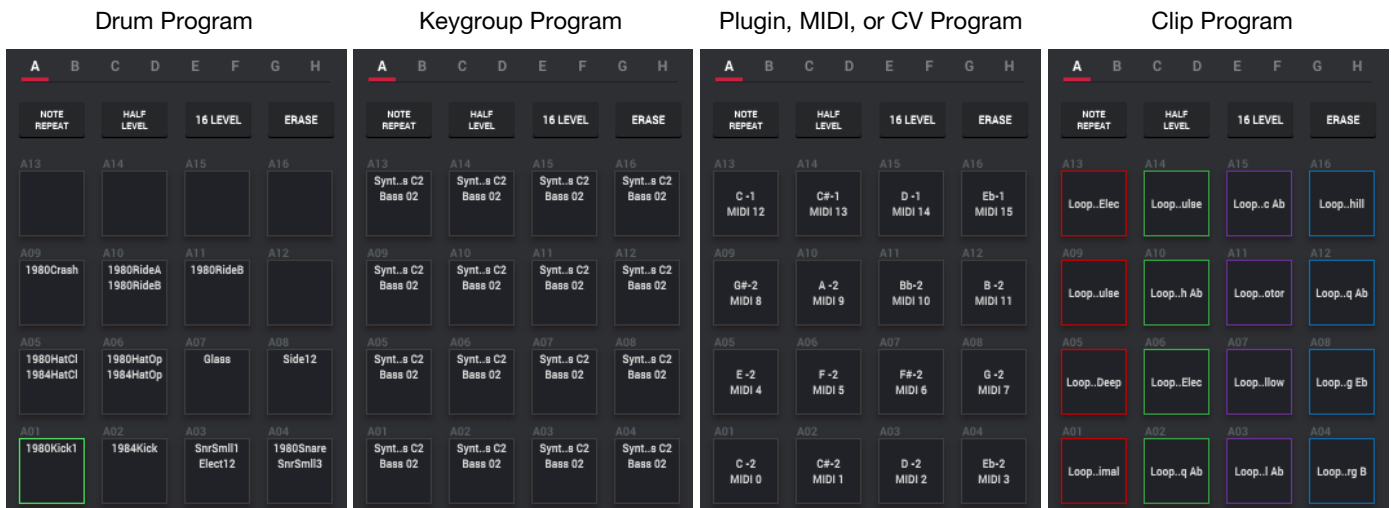 Drum Program
A B C D E F G H
NOTE
REPEAT
HALF
LEVEL
16 LEVEL
ERASE
A13 A14 A15 A16
A09 A10 A11 A12
1980Crash
1980RideA
1980RideB
1980RideB
A05 A06 A07 A08
1980HatCl
1984HatCl
1980HatOp
1984HatOp
Glass
Side12
A01 A02 A03 A04
1980Kick1
1984Kick
SnrSmll1
Elect12
1980Snare
SnrSmll3
Keygroup Program
A B C D E F G H
NOTE
REPEAT
HALF
LEVEL
16 LEVEL
ERASE
A13 A14 A15 A16
Synt..s C2 Synt..s C2 Synt..s C2 Synt..s C2
Bass 02 Bass 02 Bass 02 Bass 02
A09 A10 A11 A12
Synt..s C2 Synt..s C2 Synt..s C2 Synt..s C2
Bass 02 Bass 02 Bass 02 Bass 02
A05 A06 A07 A08
Synt..s C2 Synt..s C2 Synt..s C2 Synt..s C2
Bass 02 Bass 02 Bass 02 Bass 02
A01 A02 A03 A04
Synt..s C2 Synt..s C2 Synt..s C2 Synt..s C2
Bass 02 Bass 02 Bass 02 Bass 02
Plugin, MIDI, or CV Program
A B C D E F G H
NOTE
REPEAT
HALF
LEVEL
16 LEVEL
ERASE
A13 A14 A15 A16
C -1 C#-1 D -1 Eb-1
MIDI 12 MIDI 13 MIDI 14 MIDI 15
A09 A10 A11 A12
G#-2 A -2 Bb-2 B -2
MIDI 8 MIDI 9 MIDI 10 MIDI 11
A05 A06 A07 A08
E -2 F -2 F#-2 G -2
MIDI 4 MIDI 5 MIDI 6 MIDI 7
A01 A02 A03 A04
C -2 C#-2 D -2 Eb-2
MIDI 0 MIDI 1 MIDI 2 MIDI 3
Clip Program
A B C D E F G H
NOTE
REPEAT
HALF
LEVEL
16 LEVEL
ERASE
A13 A14 A15 A16
Loop..Elec Loop..ulse Loop..c Ab Loop..hill
A09 A10 A11 A12
Loop..ulse Loop..h Ab Loop..otor Loop..q Ab
A05 A06 A07 A08
Loop..Deep Loop..Elec Loop..llow Loop..g Eb
A01 A02 A03 A04
Loop..imal Loop..q Ab Loop..l Ab Loop..rg B